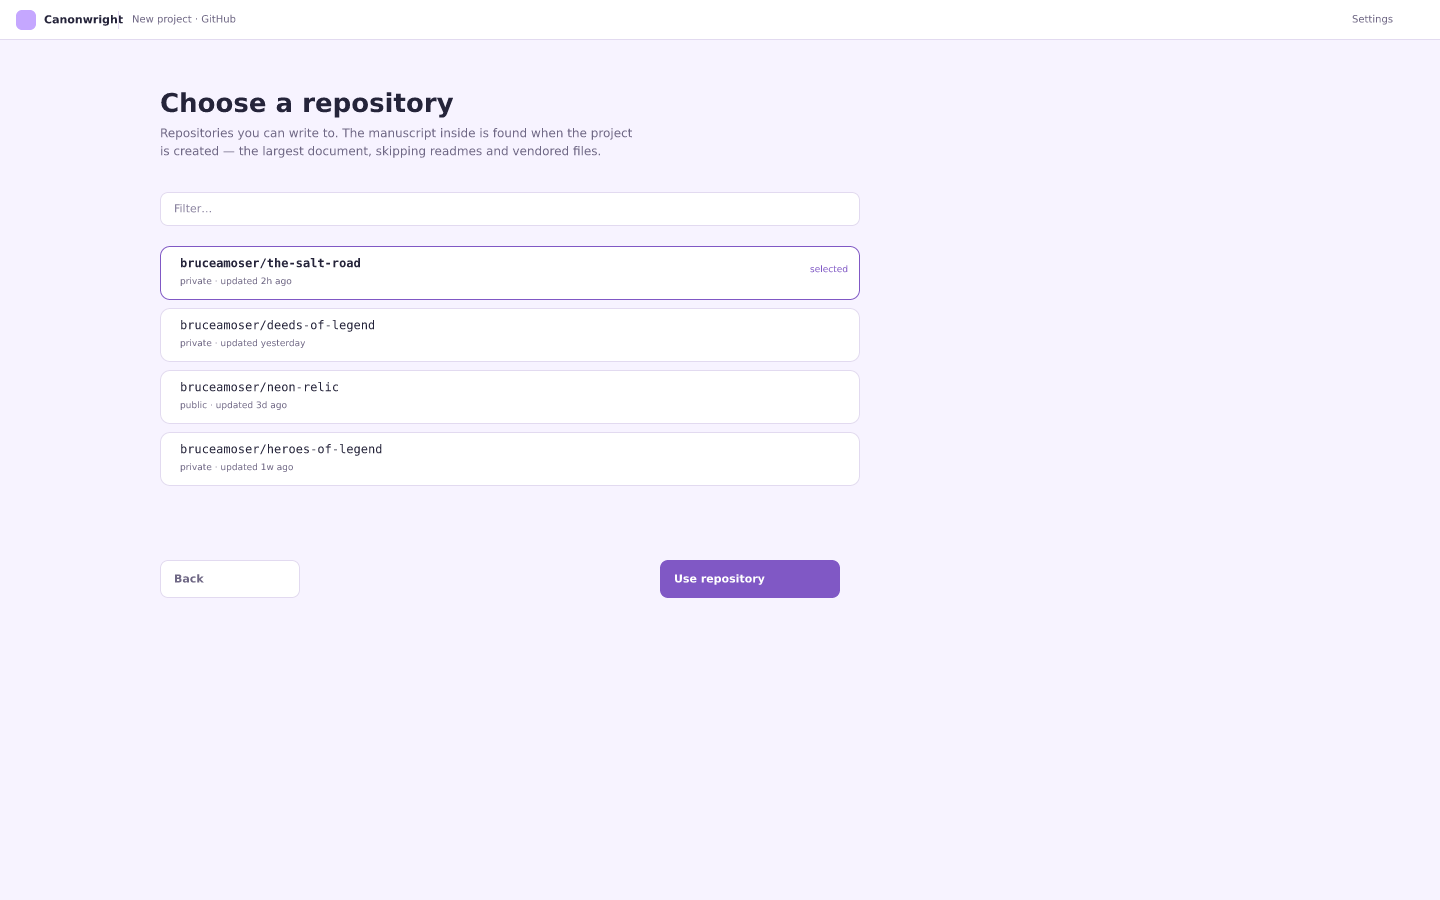 Canonwright New project · GitHub Settings
Choose a repository
Repositories you can write to. The manuscript inside is found when the project
is created — the largest document, skipping readmes and vendored files.
Filter…
bruceamoser/the-salt-road
selected
private · updated 2h ago
bruceamoser/deeds-of-legend
private · updated yesterday
bruceamoser/neon-relic
public · updated 3d ago
bruceamoser/heroes-of-legend
private · updated 1w ago
Back Use repository